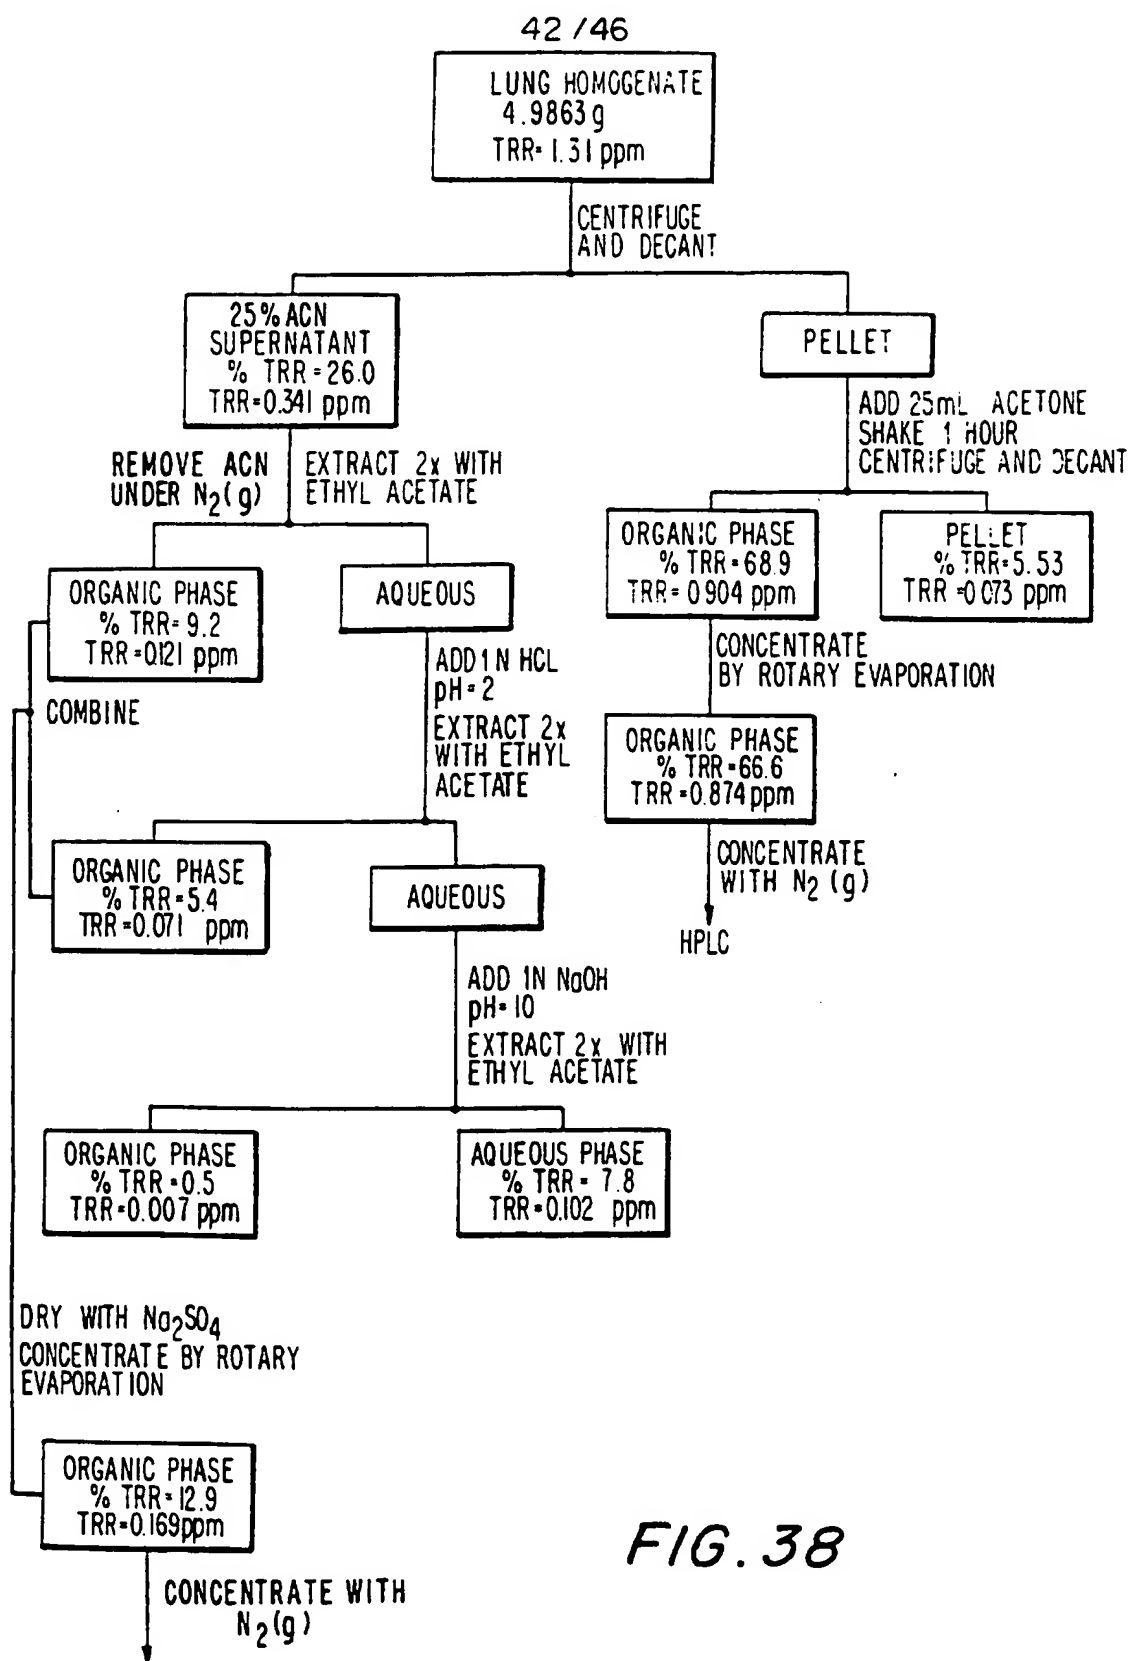 42/46
LUNG HOMOGENATE
4.9863g
TRR=1.31 ppm
CENTRIFUGE
AND DECANT
25% ACN
SUPERNATANT
% TRR=26.0
TRR=0.341 ppm
PELLET
REMOVE ACN
UNDER N2(g)
EXTRACT 2x WITH
ETHYL ACETATE
ADD 25mL ACETONE
SHAKE 1 HOUR
CENTRIFUGE AND DECANT
ORGANIC PHASE
% TRR=9.2
TRR=0.121 ppm
AQUEOUS
ORGANIC PHASE
% TRR=68.9
TRR=0.904 ppm
PELLET
% TRR=5.53
TRR=0.073 ppm
COMBINE
ADD 1N HCL
pH=2
EXTRACT 2x
WITH ETHYL
ACETATE
CONCENTRATE
BY ROTARY EVAPORATION
ORGANIC PHASE
% TRR=66.6
TRR=0.874ppm
ORGANIC PHASE
% TRR=5.4
TRR=0.071 ppm
AQUEOUS
CONCENTRATE
WITH N2(g)
HPLC
ADD 1N NaOH
pH=10
EXTRACT 2x WITH
ETHYL ACETATE
ORGANIC PHASE
% TRR=0.5
TRR=0.007 ppm
AQUEOUS PHASE
% TRR=7.8
TRR=0.102 ppm
DRY WITH Na2SO4
CONCENTRATE BY ROTARY
EVAPORATION
ORGANIC PHASE
% TRR=12.9
TRR=0.169ppm
CONCENTRATE WITH
N2(g)
FIG. 38